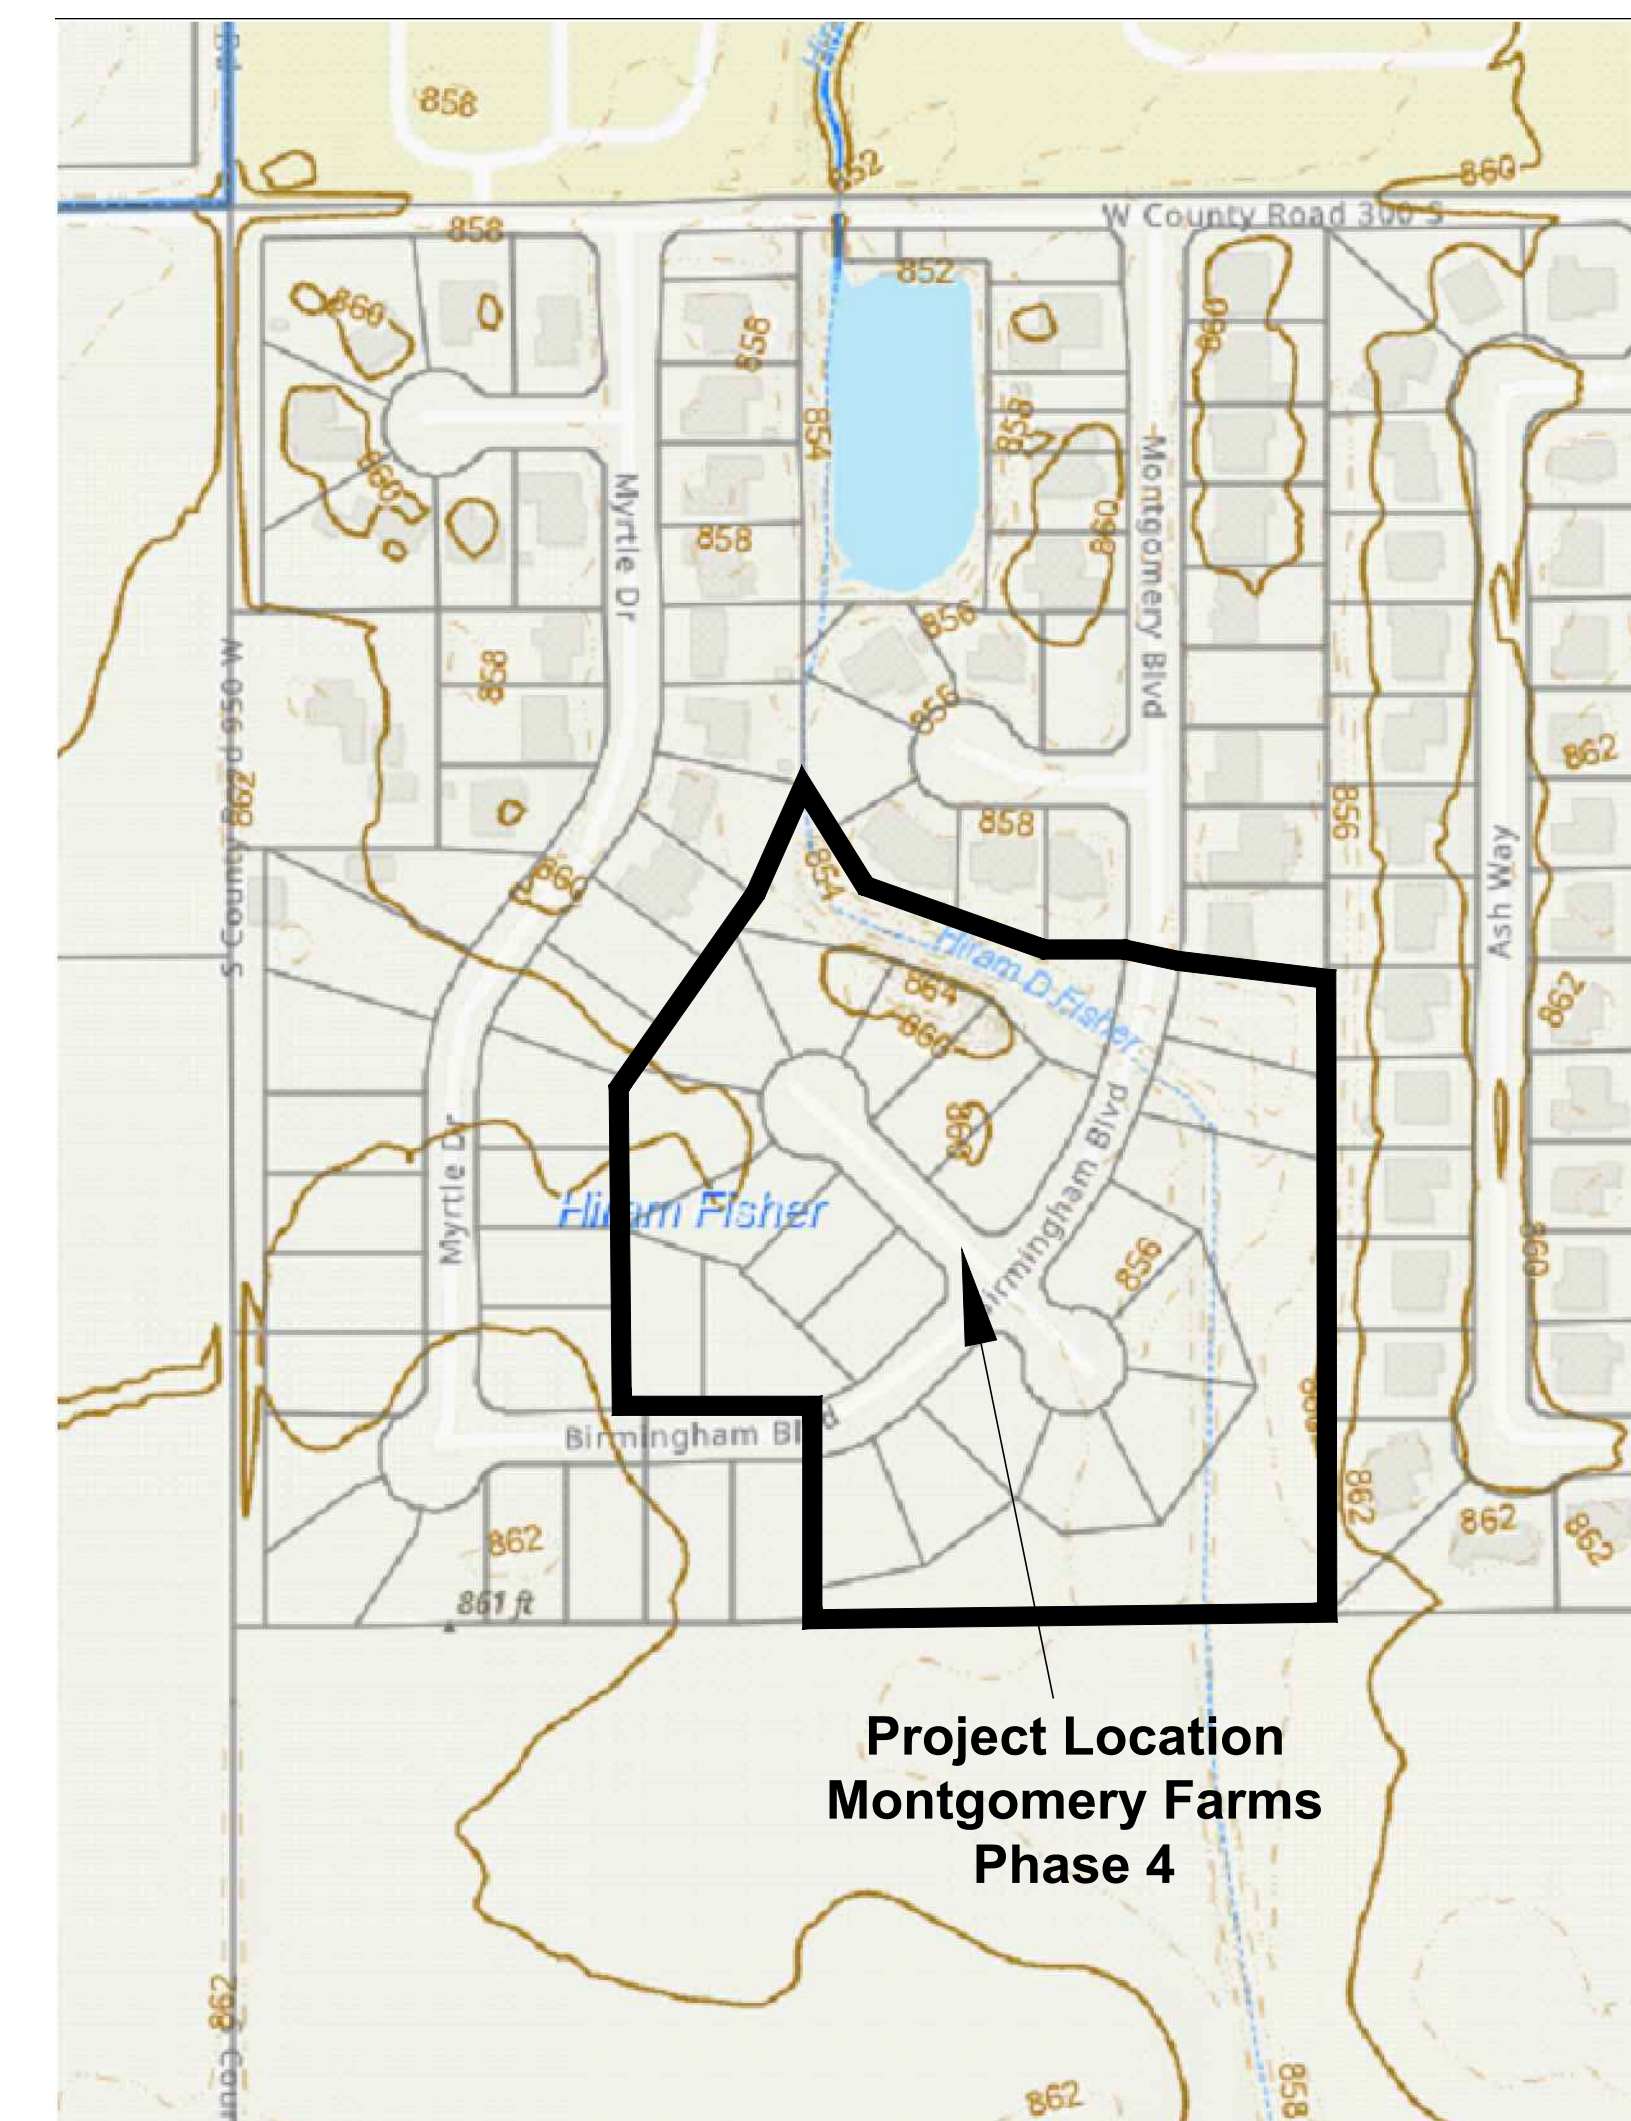 858
852
860
W County Road 300 S
858
852
860
858
860
854
858
860
Myrtle Dr
Montgomery Blvd
858
860
856
858
S County Road 950 W
856
862
862
858
856
860
854
Ash Way
Hiram D.Fisher
864
860
862
868
Myrtle Dr
Birmingham Blvd
Hiram Fisher
856
860
Birmingham Blvd
860
862
862
862
862
861 ft
Project Location
Montgomery Farms
Phase 4
862
858
862